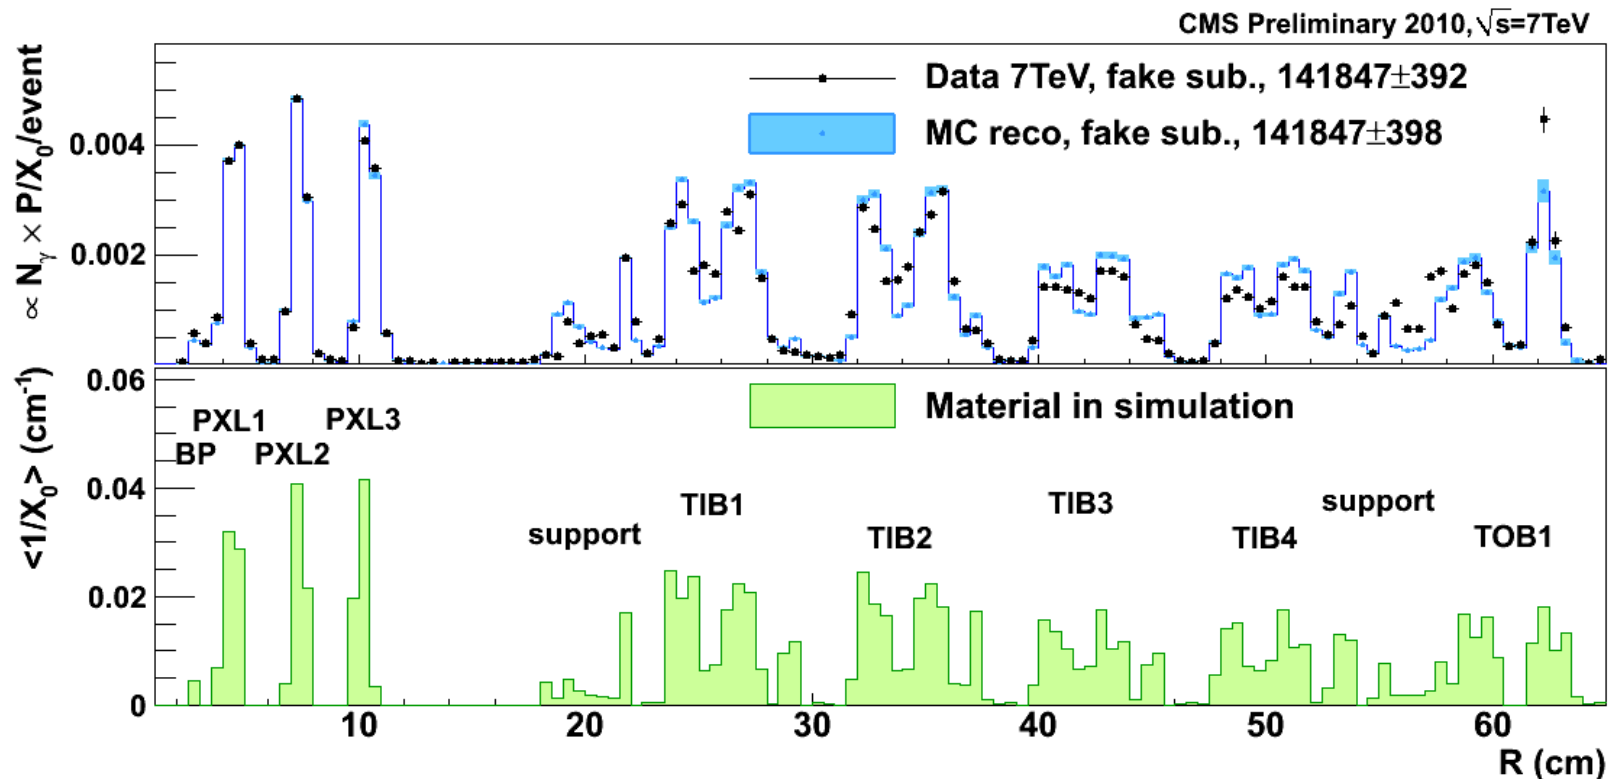 CMS Preliminary 2010, √s=7TeV
∝ Nγ × P/X0/event
Data 7TeV, fake sub., 141847±392
MC reco, fake sub., 141847±398
0.004
0.002
<1/X0> (cm-1)
0.06
Material in simulation
PXL1 PXL3
BP PXL2
0.04
TIB1 TIB3 support
support TIB2 TIB4 TOB1
0.02
0
10 20 30 40 50 60
R (cm)